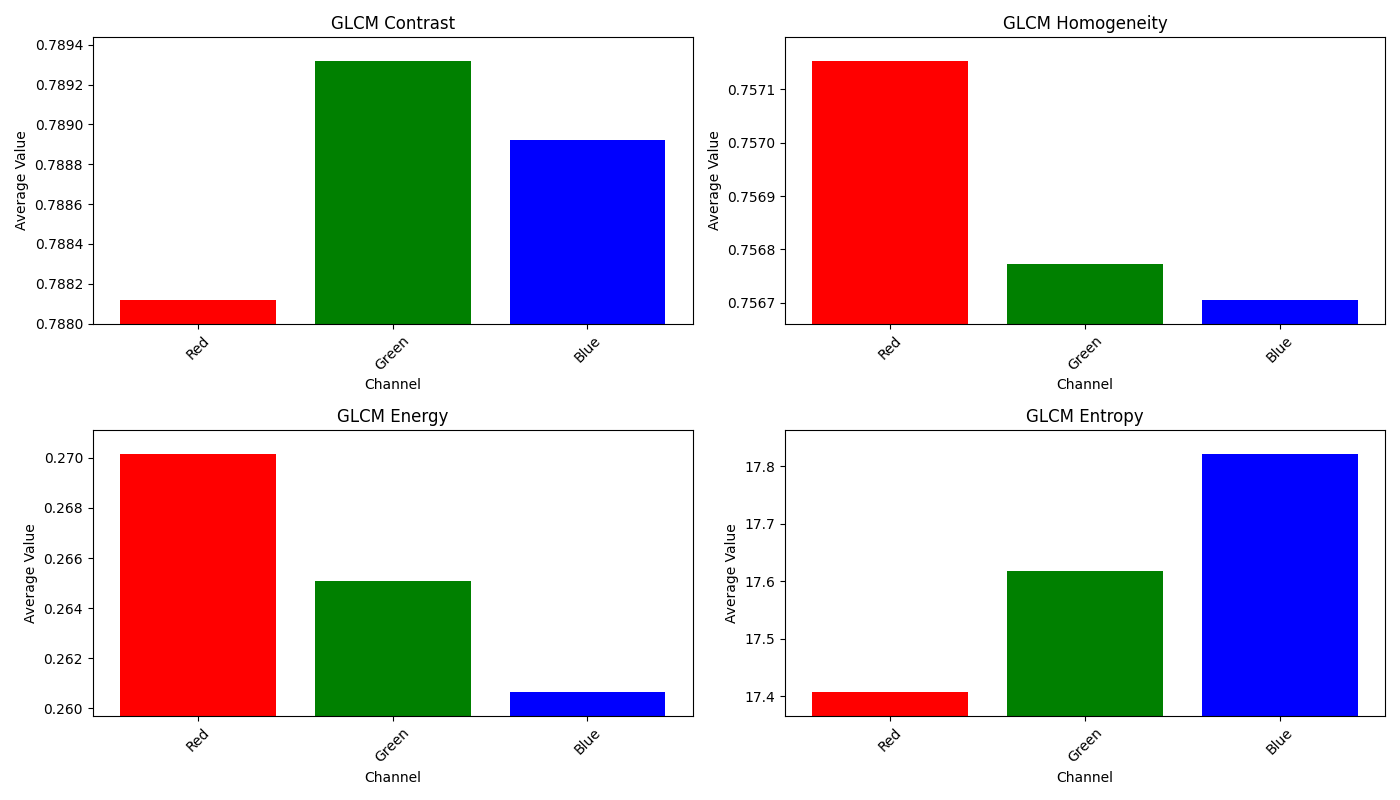 GLCM Contrast
Average Value
0.7894
0.7892
0.7890
0.7888
0.7886
0.7884
0.7882
0.7880
Red
Green
Blue
Channel
GLCM Homogeneity
Average Value
0.7571
0.7570
0.7569
0.7568
0.7567
Red
Green
Blue
Channel
GLCM Energy
Average Value
0.270
0.268
0.266
0.264
0.262
0.260
Red
Green
Blue
Channel
GLCM Entropy
Average Value
17.8
17.7
17.6
17.5
17.4
Red
Green
Blue
Channel